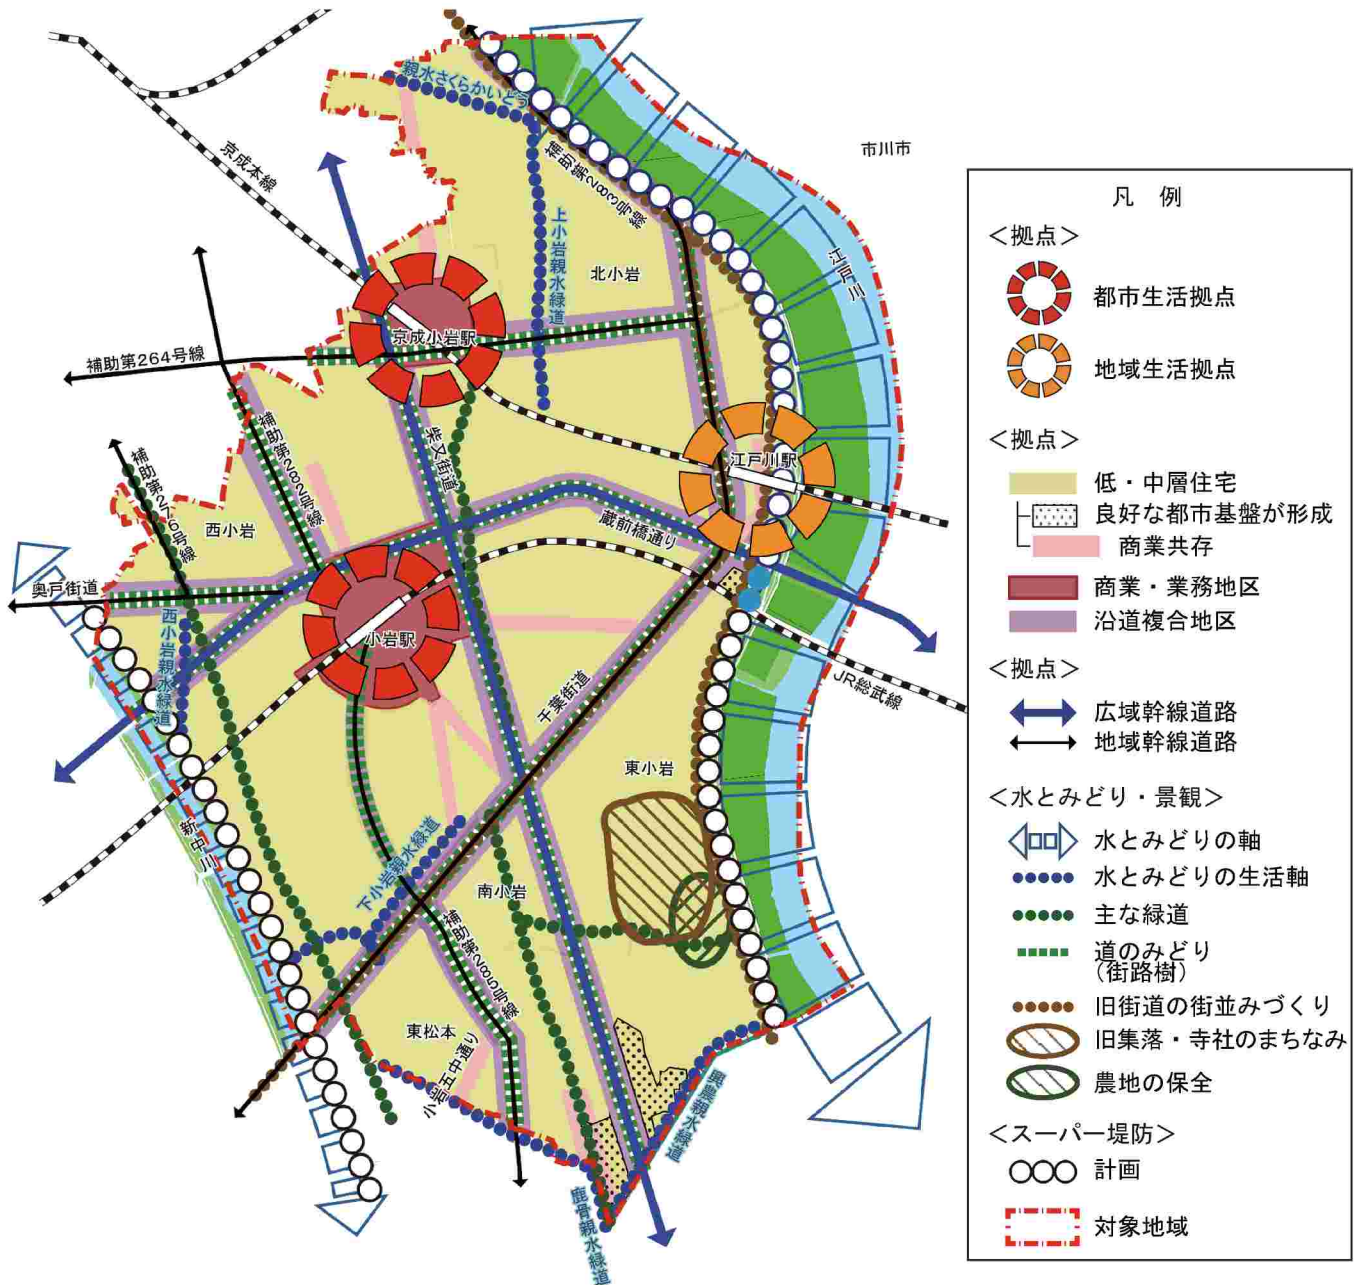 親水さくらかいどう
京成本線
補助第283号線
市川市
上小岩親水緑道
北小岩
江戸川
京成小岩駅
補助第264号線
補助第282号線
柴又街道
江戸川駅
補助第276号線
西小岩
蔵前橋通り
奥戸街道
西小岩親水緑道
小岩駅
JR総武線
千葉街道
東小岩
新中川
下小岩親水緑道
南小岩
補助第285号線
東松本
小岩五中通り
興農親水緑道
鹿骨親水緑道
凡 例
<拠点>
都市生活拠点
地域生活拠点
<拠点>
低・中層住宅
良好な都市基盤が形成
商業共存
商業・業務地区
沿道複合地区
<拠点>
広域幹線道路
地域幹線道路
<水とみどり・景観>
水とみどりの軸
水とみどりの生活軸
主な緑道
道のみどり
(街路樹)
旧街道の街並みづくり
旧集落・寺社のまちなみ
農地の保全
<スーパー堤防>
計画
対象地域